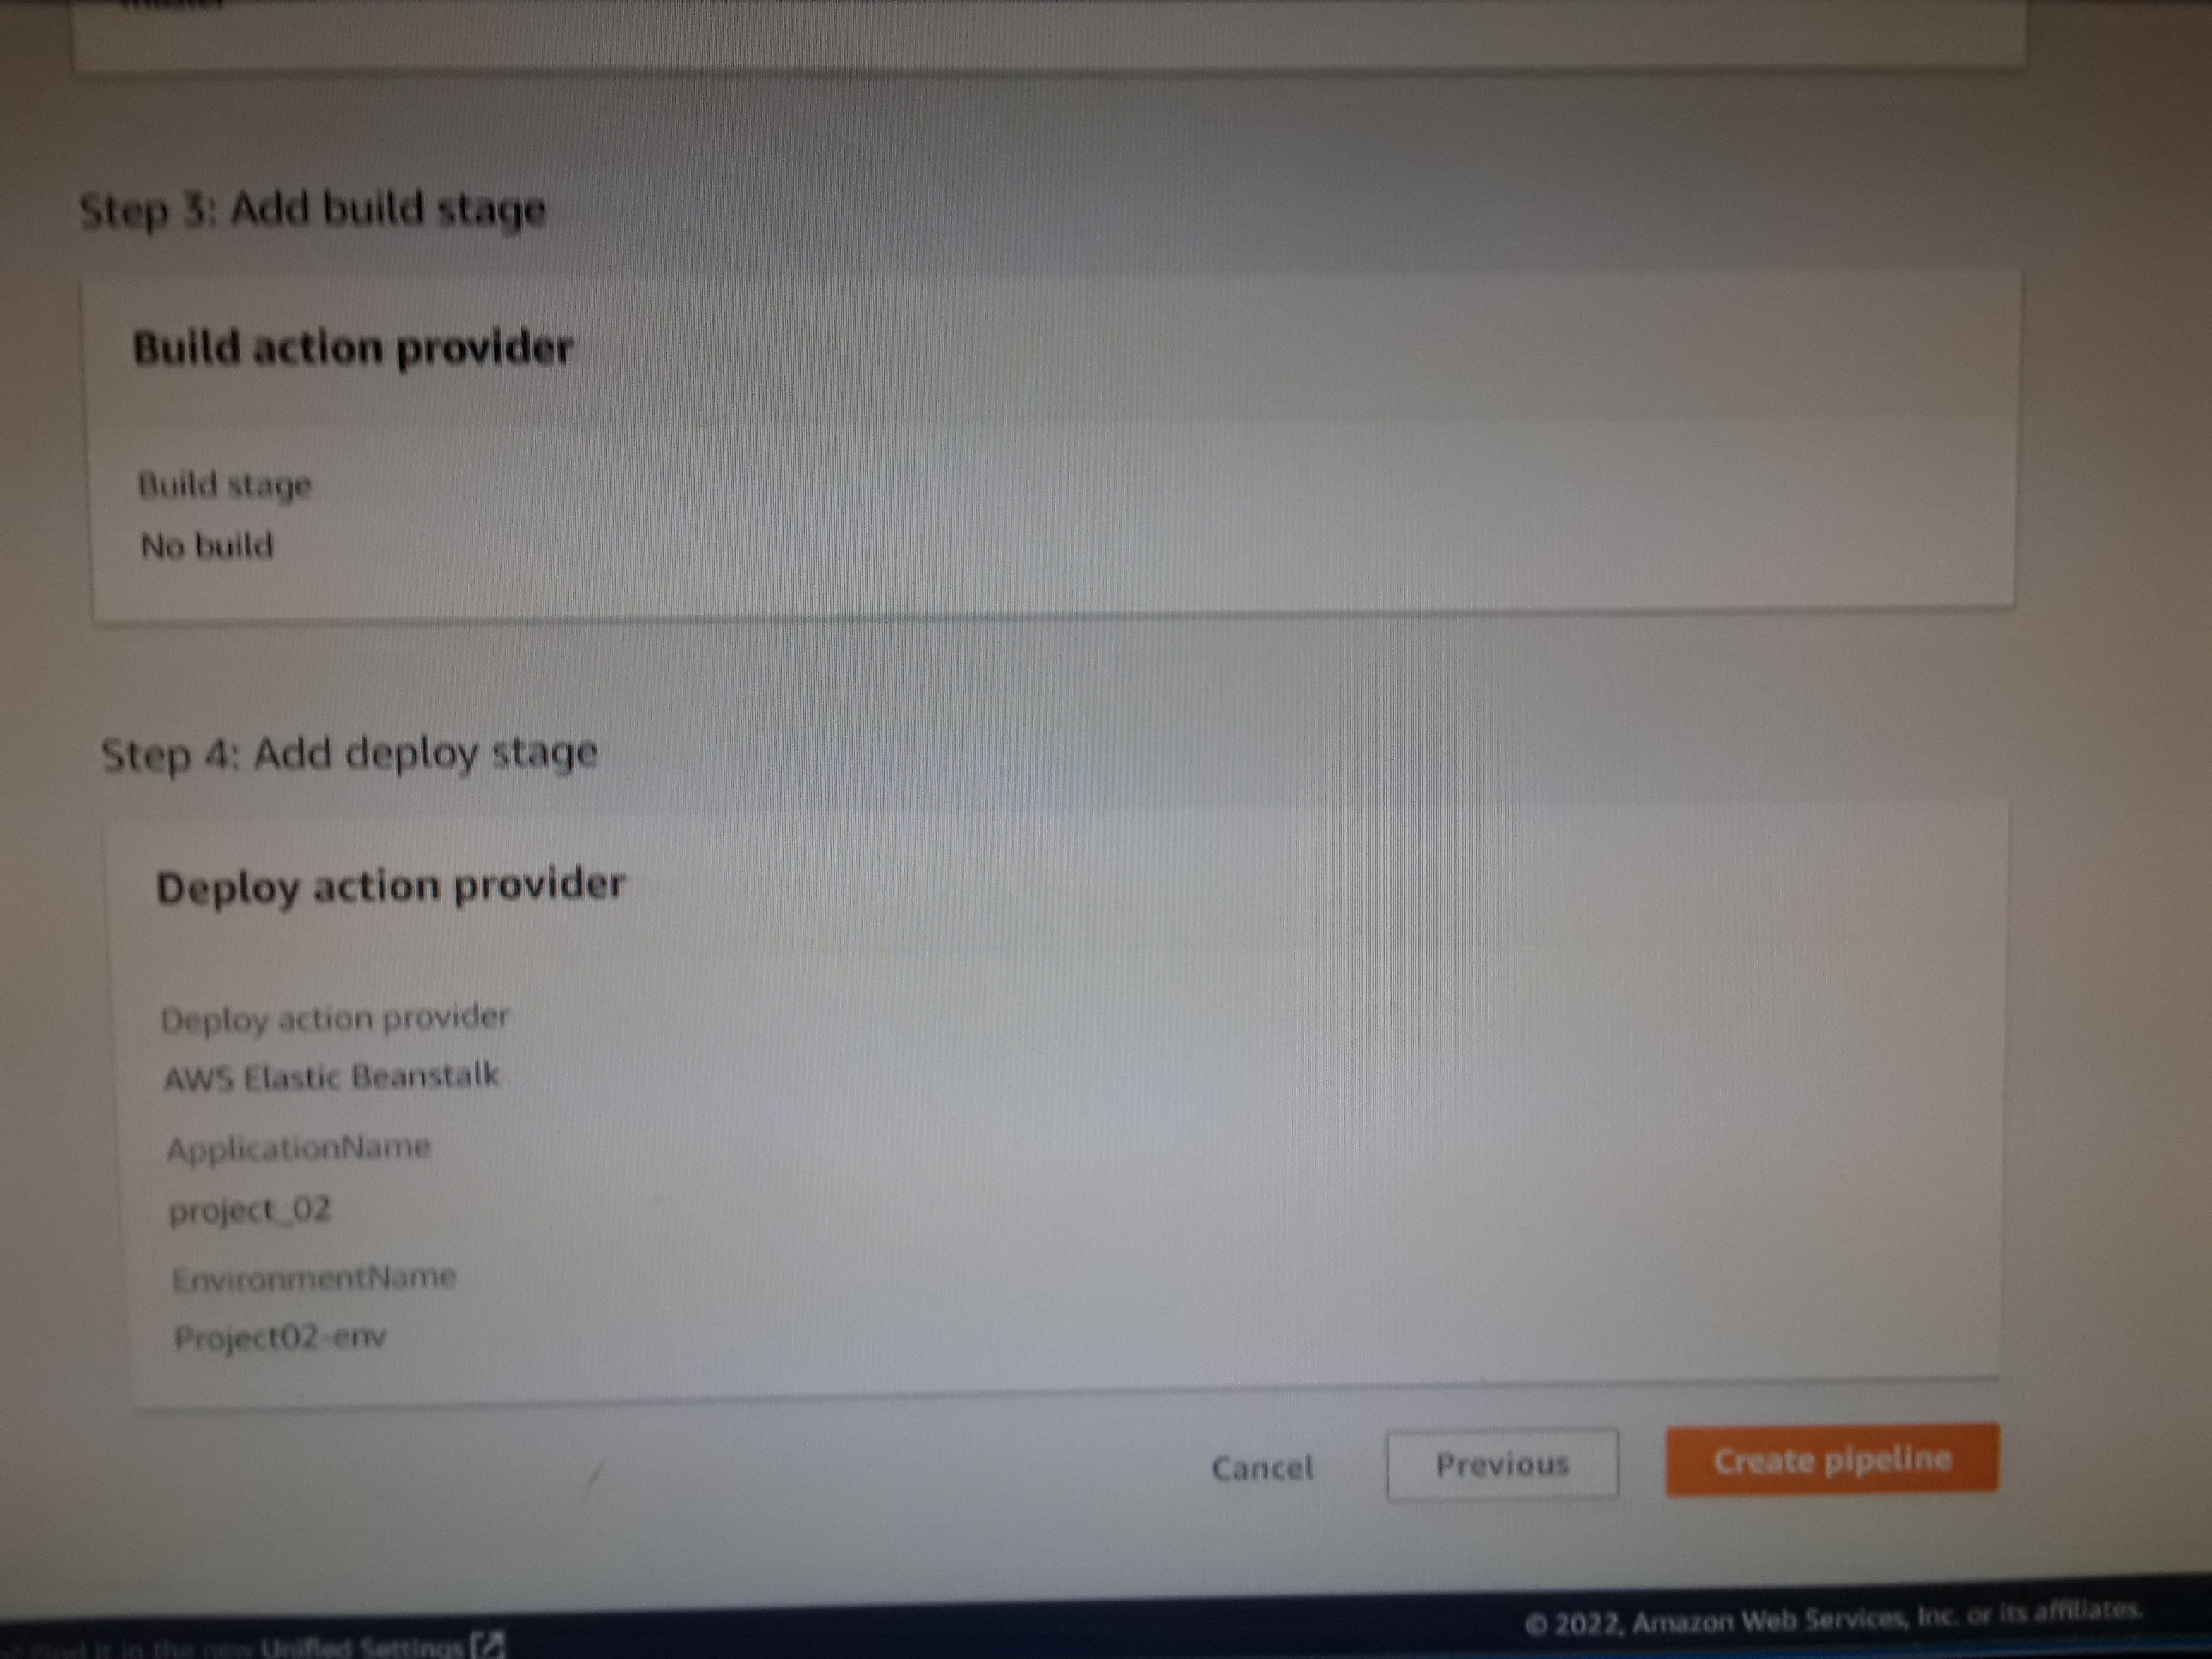 Step 3: Add build stage
Build action provider
Build stage
No build
Step 4: Add deploy stage
Deploy action provider
Deploy action provider
AWS Elastic Beanstalk
ApplicationName
project_02
EnvironmentName
Project02-env
Cancel
Previous
Create pipeline
© 2022, Amazon Web Services, Inc. or its affiliates.
find it in the new Unified Settings